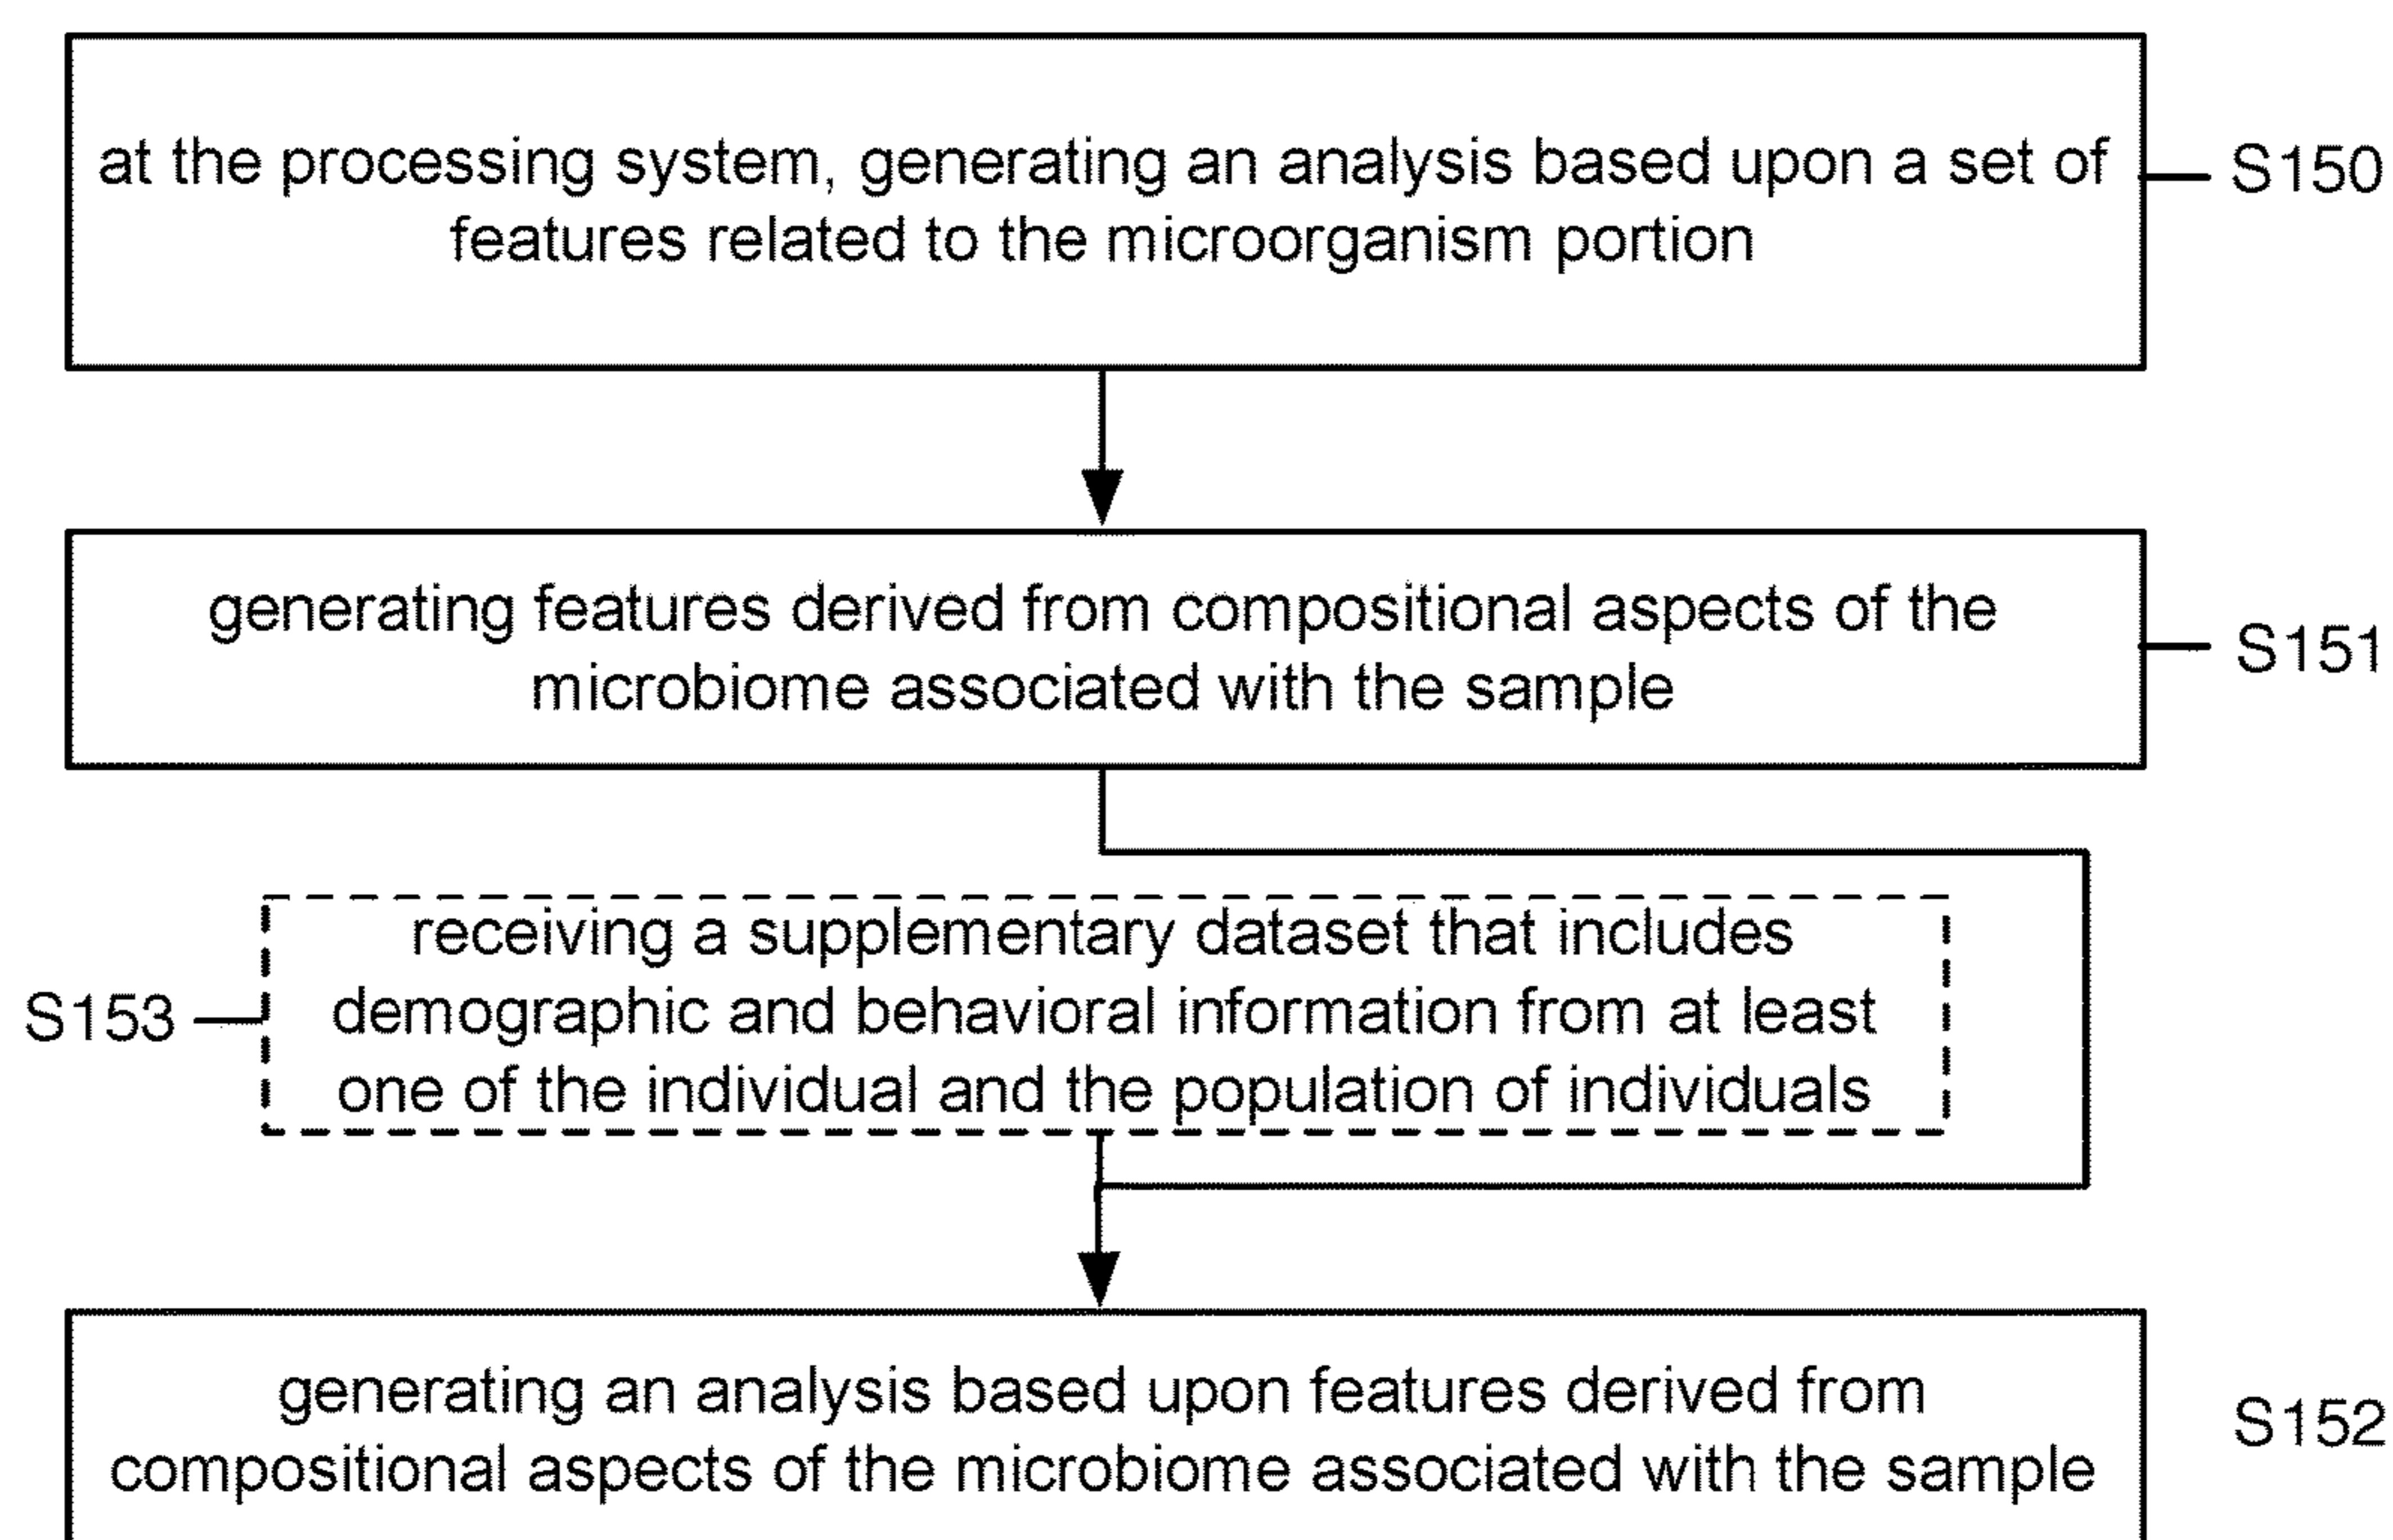 at the processing system, generating an analysis based upon a set of
features related to the microorganism portion
S150
generating features derived from compositional aspects of the
microbiome associated with the sample
S151
receiving a supplementary dataset that includes
demographic and behavioral information from at least
one of the individual and the population of individuals
S153
generating an analysis based upon features derived from
compositional aspects of the microbiome associated with the sample
S152